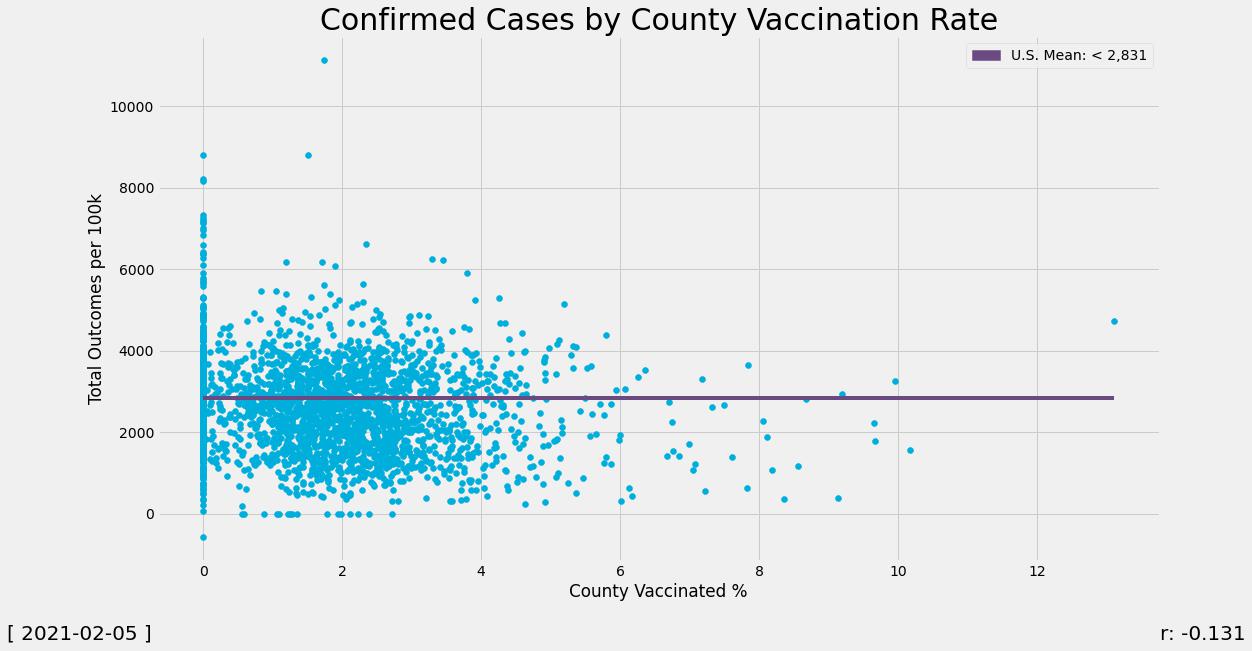 Confirmed Cases by County Vaccination Rate
U.S. Mean: < 2,831
10000
8000
6000
4000
2000
0
Total Outcomes per 100k
0 2 4 6 8 10 12
County Vaccinated %
[ 2021-02-05 ]
r: -0.131